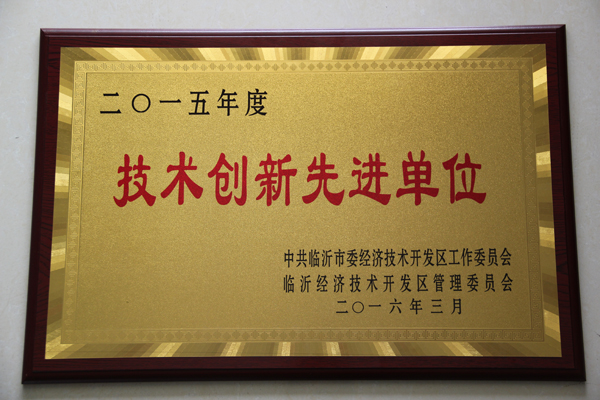 二〇一五年度
技术创新先进单位
中共临沂市委经济技术开发区工作委员会
临沂经济技术开发区管理委员会
二〇一六年三月